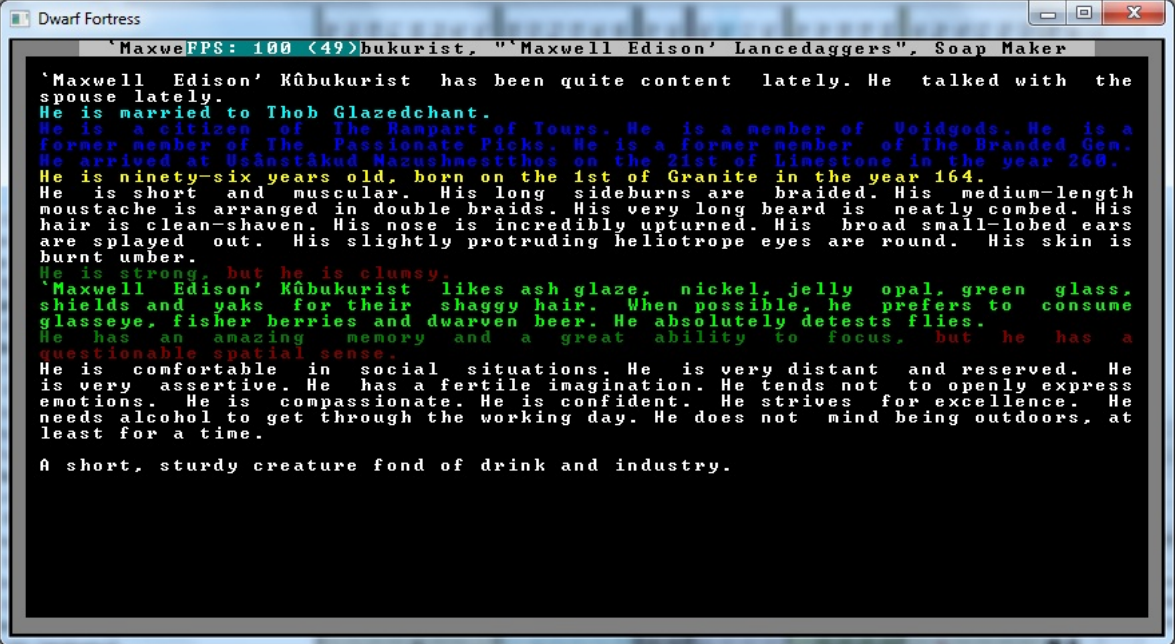 Dwarf Fortress
`MaxweFPS: 100 (49)bukurist, "`Maxwell Edison' Lancedaggers", Soap Maker
`Maxwell Edison' Kûbukurist has been quite content lately. He talked with the
spouse lately.
He is married to Thob Glazedchant.
He is a citizen of The Rampart of Tours. He is a member of Voidgods. He is a
former member of The Passionate Picks. He is a former member of The Branded Gem.
He arrived at Usânstâkud Nazushmestthos on the 21st of Limestone in the year 260.
He is ninety-six years old, born on the 1st of Granite in the year 164.
He is short and muscular. His long sideburns are braided. His medium-length
moustache is arranged in double braids. His very long beard is neatly combed. His
hair is clean-shaven. His nose is incredibly upturned. His broad small-lobed ears
are splayed out. His slightly protruding heliotrope eyes are round. His skin is
burnt umber.
He is strong, but he is clumsy.
`Maxwell Edison' Kûbukurist likes ash glaze, nickel, jelly opal, green glass,
shields and yaks for their shaggy hair. When possible, he prefers to consume
glasseye, fisher berries and dwarven beer. He absolutely detests flies.
He has an amazing memory and a great ability to focus, but he has a
questionable spatial sense.
He is comfortable in social situations. He is very distant and reserved. He
is very assertive. He has a fertile imagination. He tends not to openly express
emotions. He is compassionate. He is confident. He strives for excellence. He
needs alcohol to get through the working day. He does not mind being outdoors, at
least for a time.
A short, sturdy creature fond of drink and industry.